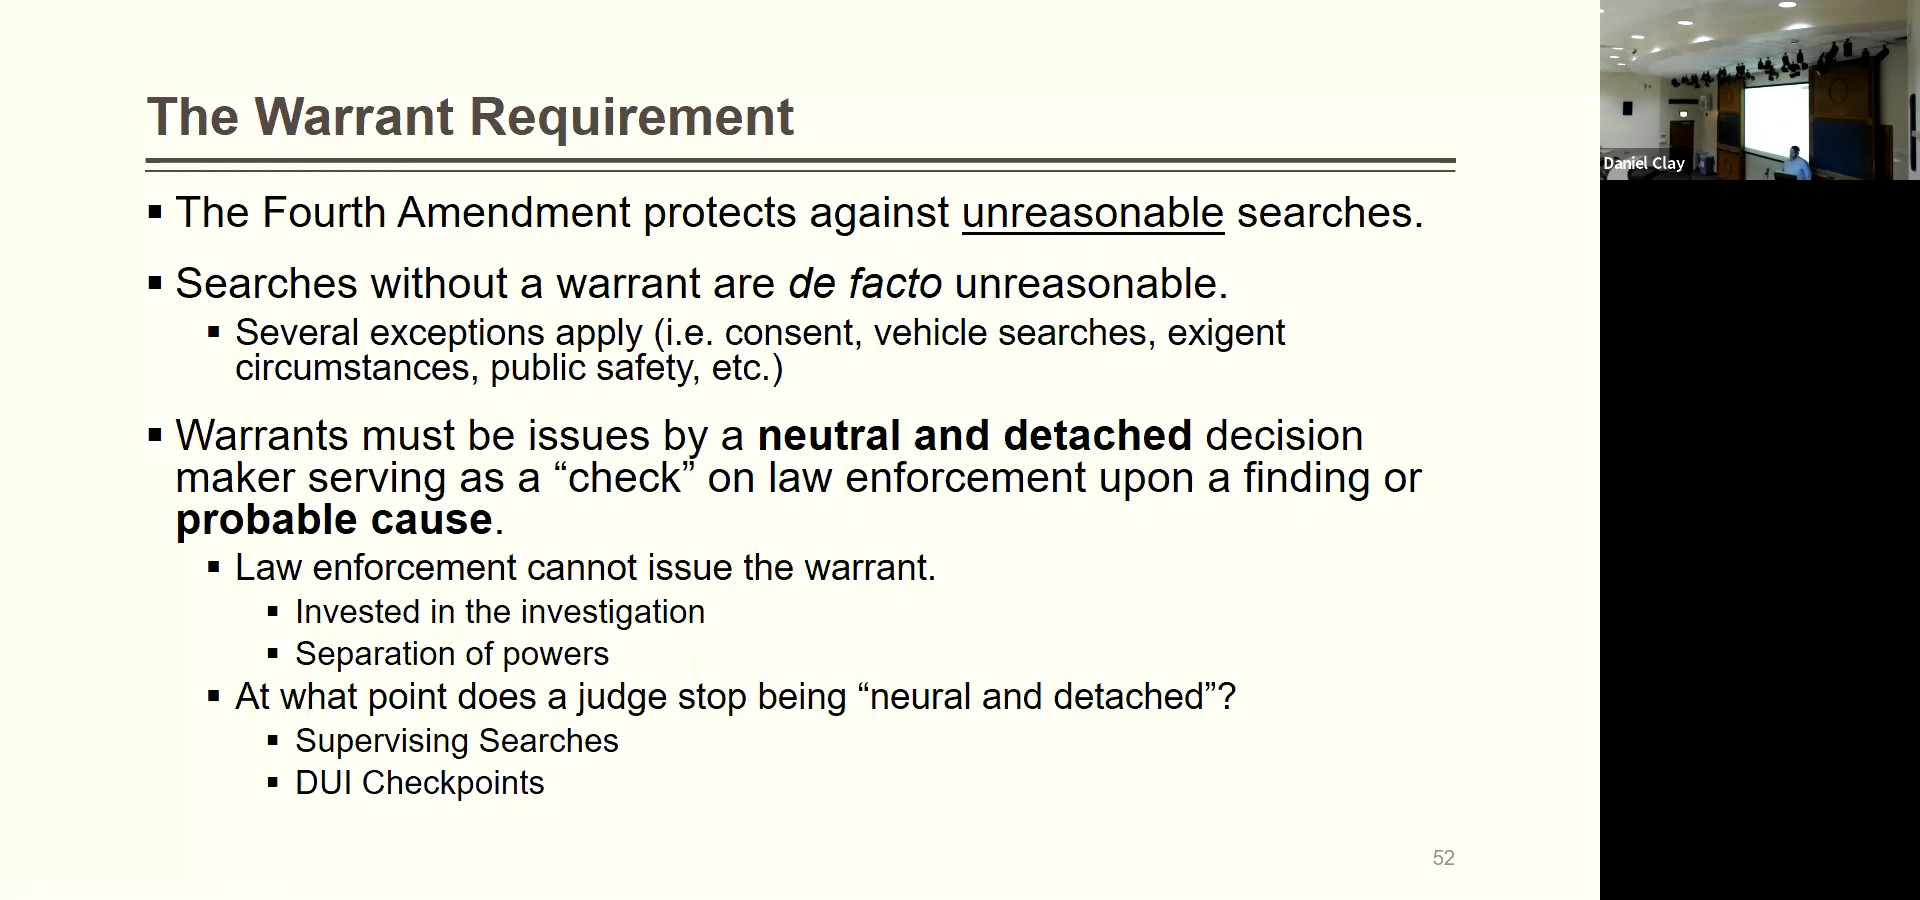 The Warrant Requirement
▪ The Fourth Amendment protects against unreasonable searches.
▪ Searches without a warrant are de facto unreasonable.
▪ Several exceptions apply (i.e. consent, vehicle searches, exigent
circumstances, public safety, etc.)
▪ Warrants must be issues by a neutral and detached decision
maker serving as a “check” on law enforcement upon a finding or
probable cause.
▪ Law enforcement cannot issue the warrant.
▪ Invested in the investigation
▪ Separation of powers
▪ At what point does a judge stop being “neural and detached”?
▪ Supervising Searches
▪ DUI Checkpoints
52
Daniel Clay